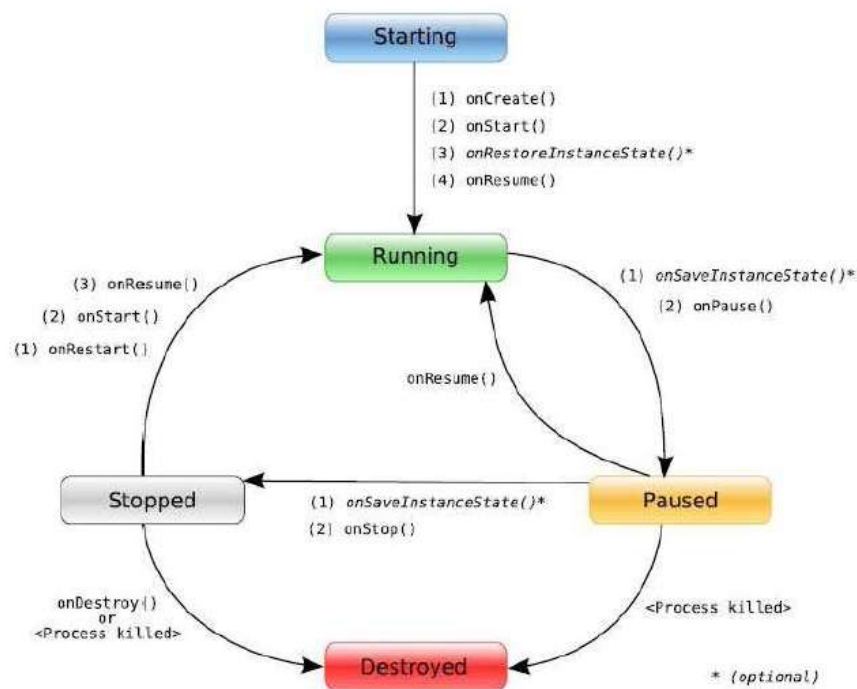 Starting
(1) onCreate()
(2) onStart()
(3) onRestoreInstanceState()*
(4) onResume()
Running
(3) onResume()
(2) onStart()
(1) onRestart()
(1) onSaveInstanceState()*
(2) onPause()
onResume()
Stopped
(1) onSaveInstanceState()*
(2) onStop()
Paused
onDestroy()
or
<Process killed>
<Process killed>
Destroyed
* (optional)